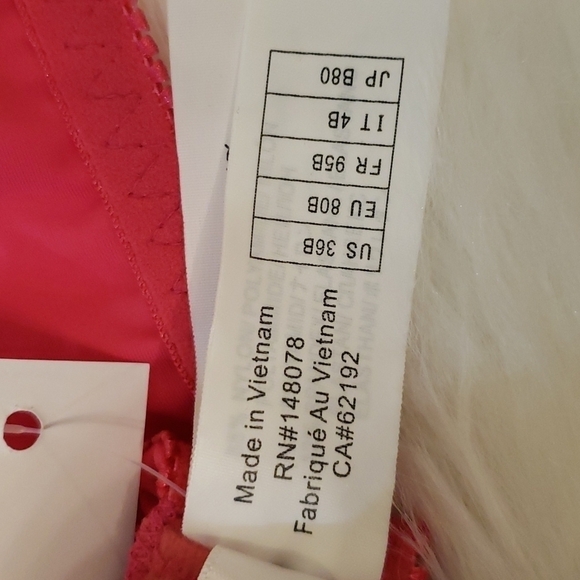 US 36B
EU 80B
FR 95B
IT 4B
JP B80
Made in Vietnam
RN#148078
Fabriqué Au Vietnam
CA#62192